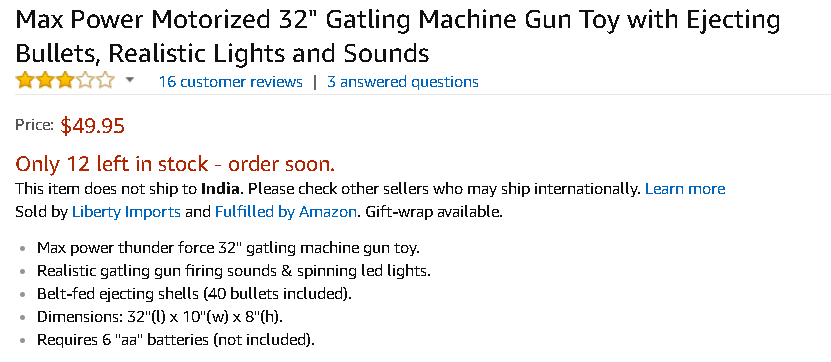 Max Power Motorized 32" Gatling Machine Gun Toy with Ejecting
Bullets, Realistic Lights and Sounds
16 customer reviews | 3 answered questions
Price: $49.95
Only 12 left in stock - order soon.
This item does not ship to India. Please check other sellers who may ship internationally. Learn more
Sold by Liberty Imports and Fulfilled by Amazon. Gift-wrap available.
• Max power thunder force 32" gatling machine gun toy.
• Realistic gatling gun firing sounds & spinning led lights.
• Belt-fed ejecting shells (40 bullets included).
• Dimensions: 32"(l) x 10"(w) x 8"(h).
• Requires 6 "aa" batteries (not included).